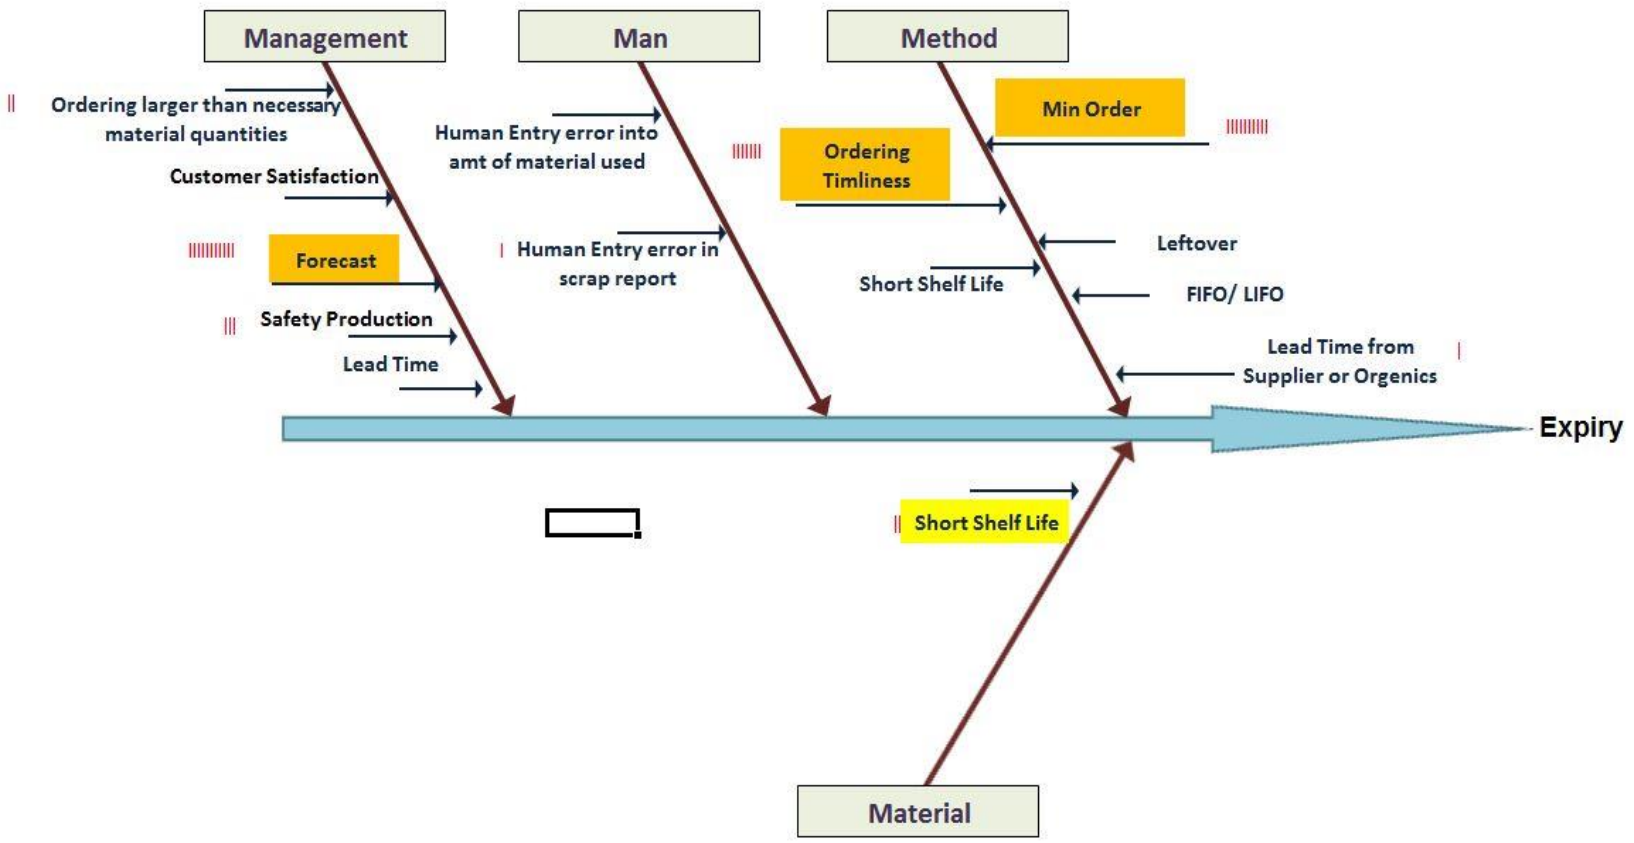 Management
Man
Method
Ordering larger than necessary
material quantities
Customer Satisfaction
Forecast
Safety Production
Lead Time
Human Entry error into
amt of material used
Human Entry error in
scrap report
Min Order
Ordering
Timliness
Leftover
Short Shelf Life
FIFO/ LIFO
Lead Time from
Supplier or Orgenics
Expiry
Short Shelf Life
Material